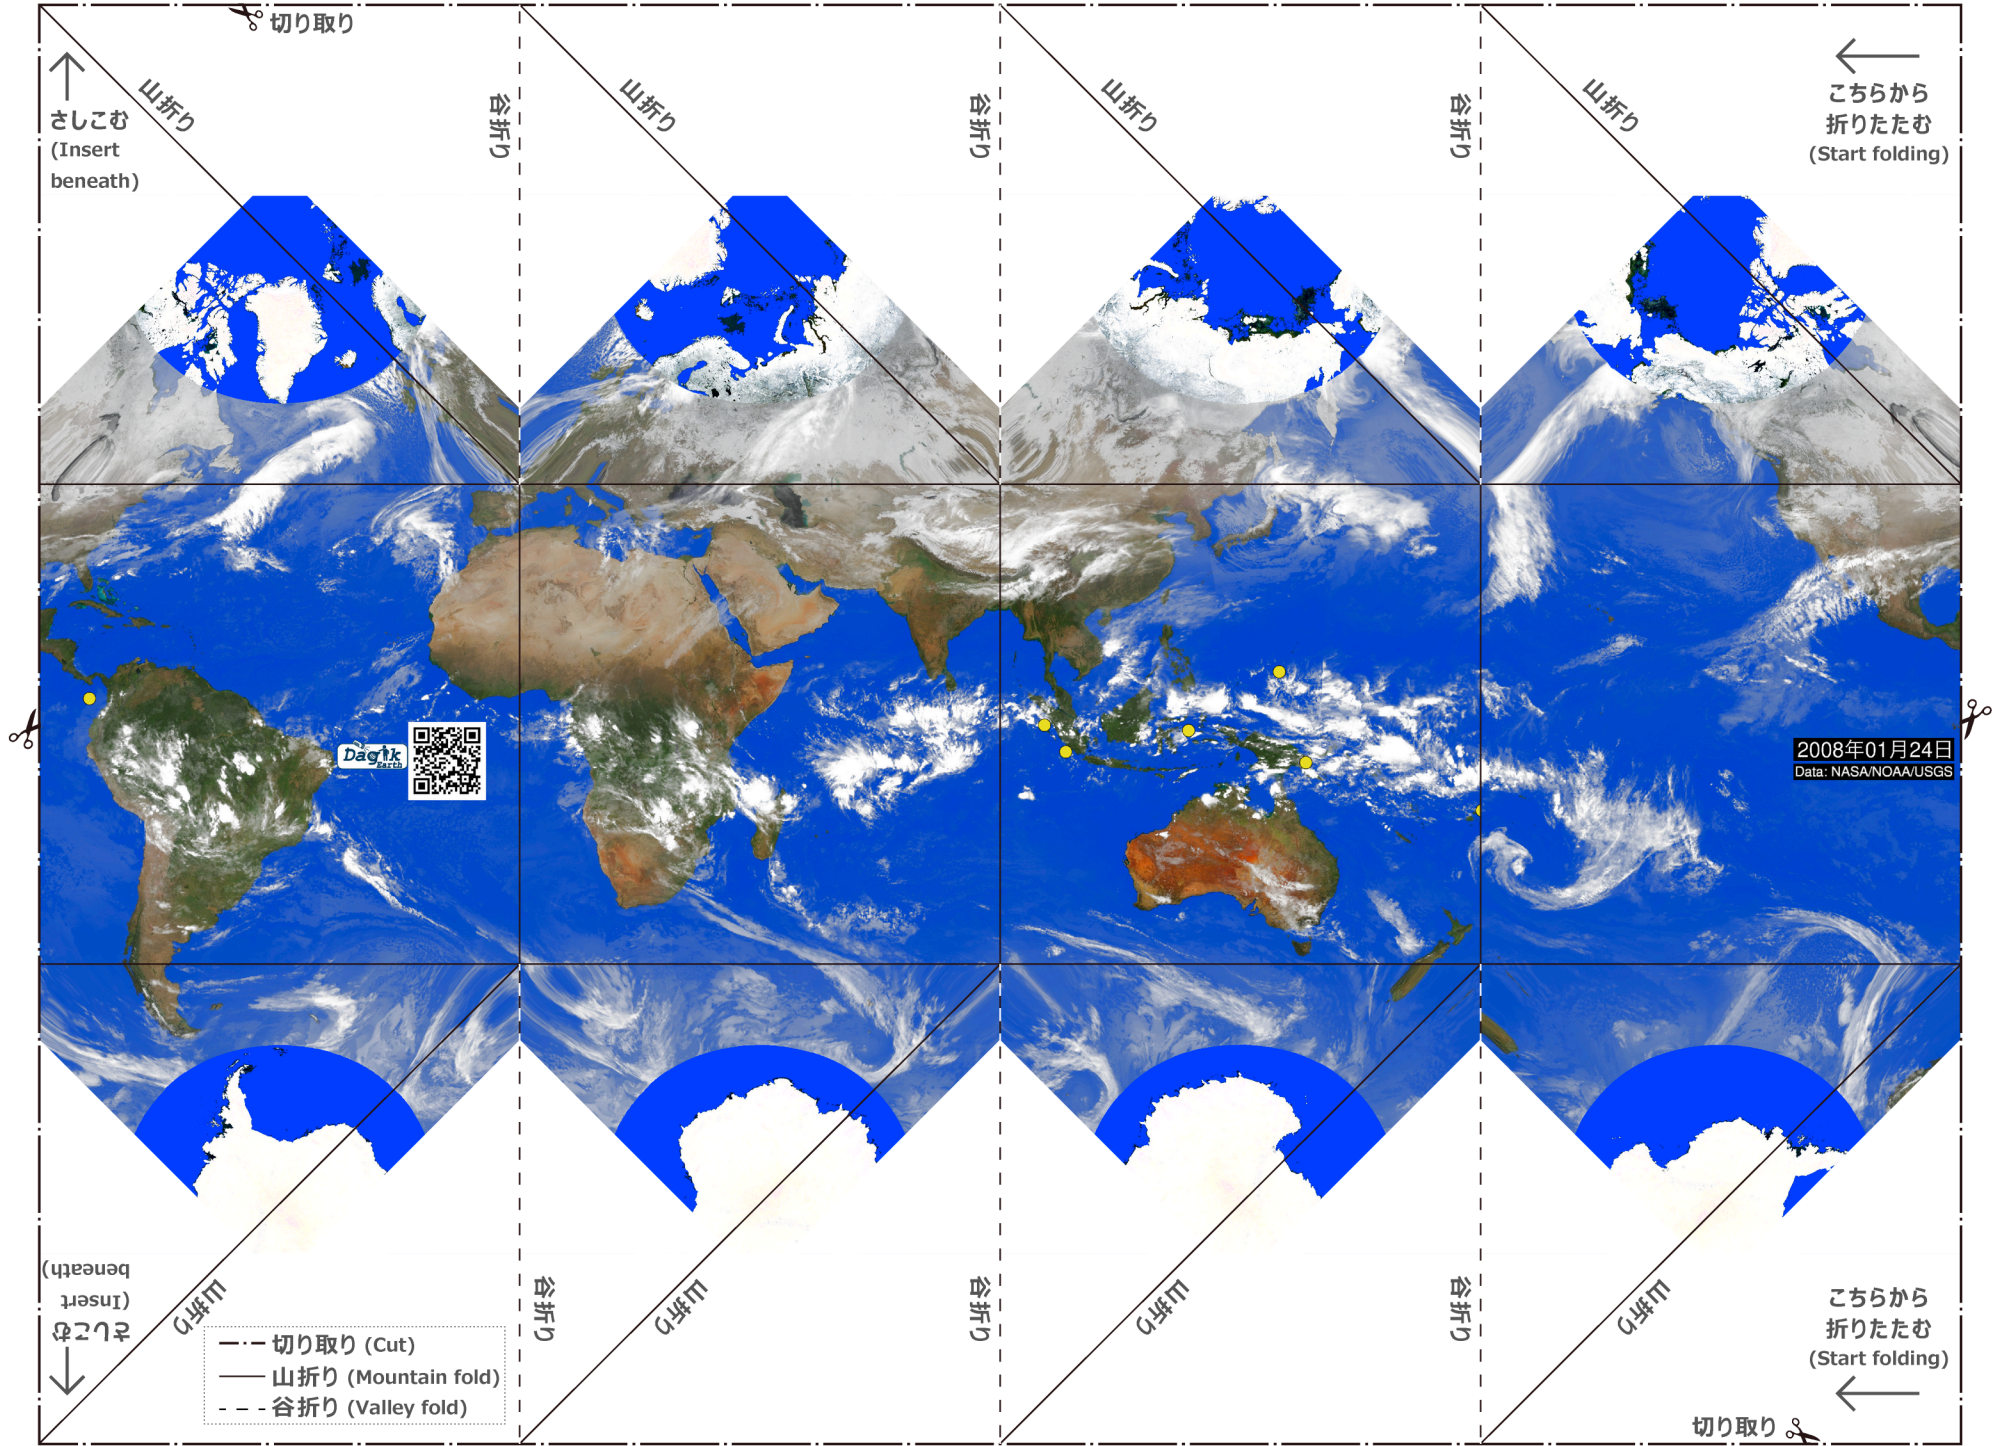 切り取り
山折り
山折り
山折り
山折り
谷折り
谷折り
谷折り
さしこむ
(Insert
beneath)
こちらから
折りたたむ
(Start folding)
Dagik
Earth
2008年01月24日
Data: NASA/NOAA/USGS
さしこむ
(Insert
beneath)
山折り
山折り
山折り
山折り
谷折り
谷折り
谷折り
こちらから
折りたたむ
(Start folding)
切り取り (Cut)
山折り (Mountain fold)
谷折り (Valley fold)
切り取り